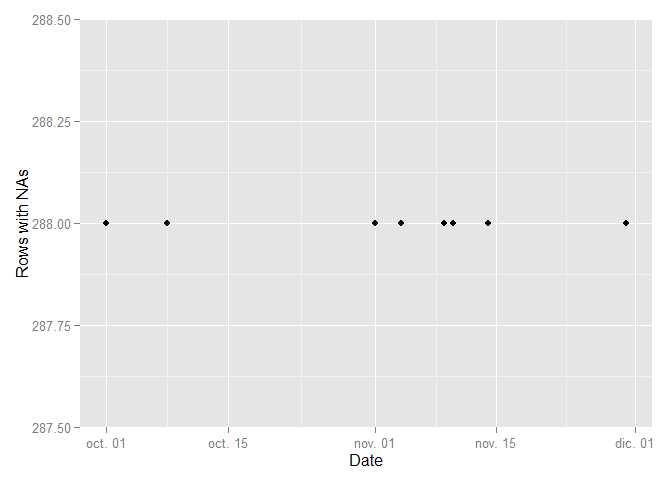 288.50
288.25
288.00
287.75
287.50
Rows with NAs
oct. 01
oct. 15
nov. 01
nov. 15
dic. 01
Date